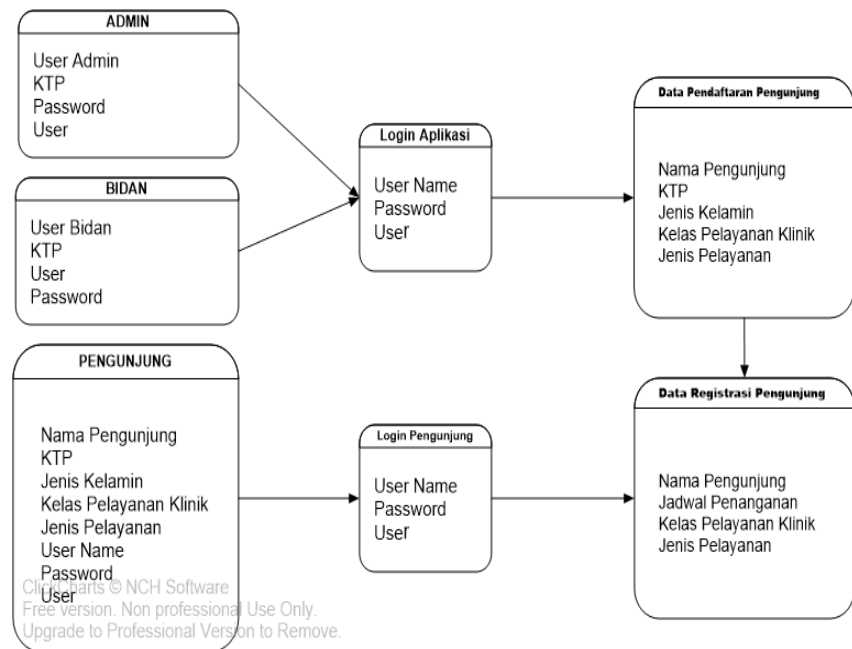 ADMIN
User Admin
KTP
Password
User
BIDAN
User Bidan
KTP
User
Password
PENGUNJUNG
Nama Pengunjung
KTP
Jenis Kelamin
Kelas Pelayanan Klinik
Jenis Pelayanan
User Name
Password
User
Login Aplikasi
User Name
Password
User
Login Pengunjung
User Name
Password
User
Data Pendaftaran Pengunjung
Nama Pengunjung
KTP
Jenis Kelamin
Kelas Pelayanan Klinik
Jenis Pelayanan
Data Registrasi Pengunjung
Nama Pengunjung
Jadwal Penanganan
Kelas Pelayanan Klinik
Jenis Pelayanan
ClickCharts © NCH Software
Free version. Non professional Use Only.
Upgrade to Professional Version to Remove.